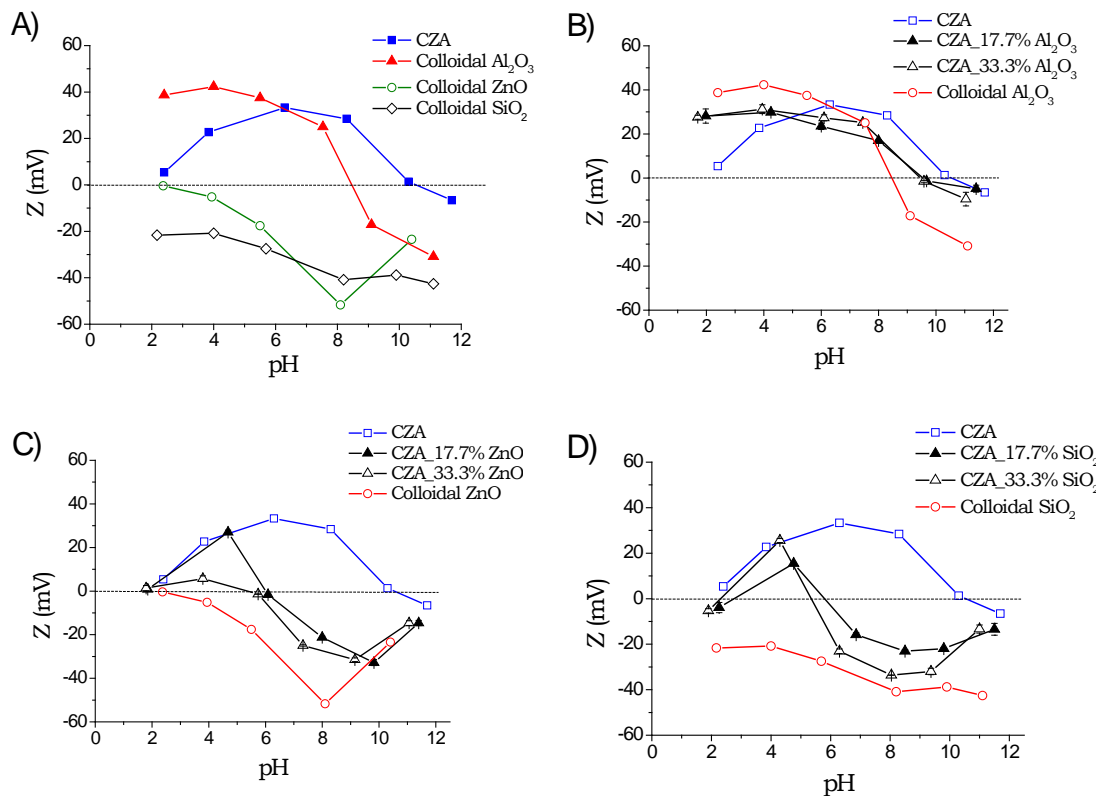 A)
CZA
Colloidal Al₂O₃
Colloidal ZnO
Colloidal SiO₂
60
40
20
0
-20
-40
-60
Z (mV)
0 2 4 6 8 10 12
pH
B)
CZA
CZA_17.7% Al₂O₃
CZA_33.3% Al₂O₃
Colloidal Al₂O₃
60
40
20
0
-20
-40
-60
Z (mV)
0 2 4 6 8 10 12
pH
C)
CZA
CZA_17.7% ZnO
CZA_33.3% ZnO
Colloidal ZnO
60
40
20
0
-20
-40
-60
Z (mV)
0 2 4 6 8 10 12
pH
D)
CZA
CZA_17.7% SiO₂
CZA_33.3% SiO₂
Colloidal SiO₂
60
40
20
0
-20
-40
-60
Z (mV)
0 2 4 6 8 10 12
pH